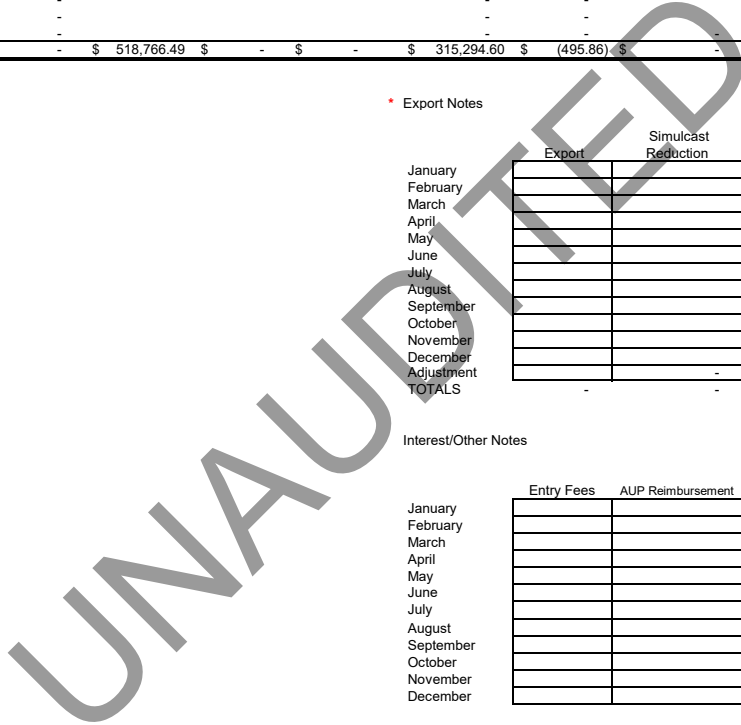 -
- - -
- - -
- - - -
- $ 518,766.49 $ - $ - $ 315,294.60 $ (495.86) $ -
* Export Notes
Simulcast
Export Reduction
January
February
March
April
May
June
July
August
September
October
November
December
Adjustment -
TOTALS - -
Interest/Other Notes
Entry Fees AUP Reimbursement
January
February
March
April
May
June
July
August
September
October
November
December
UNAUDITED